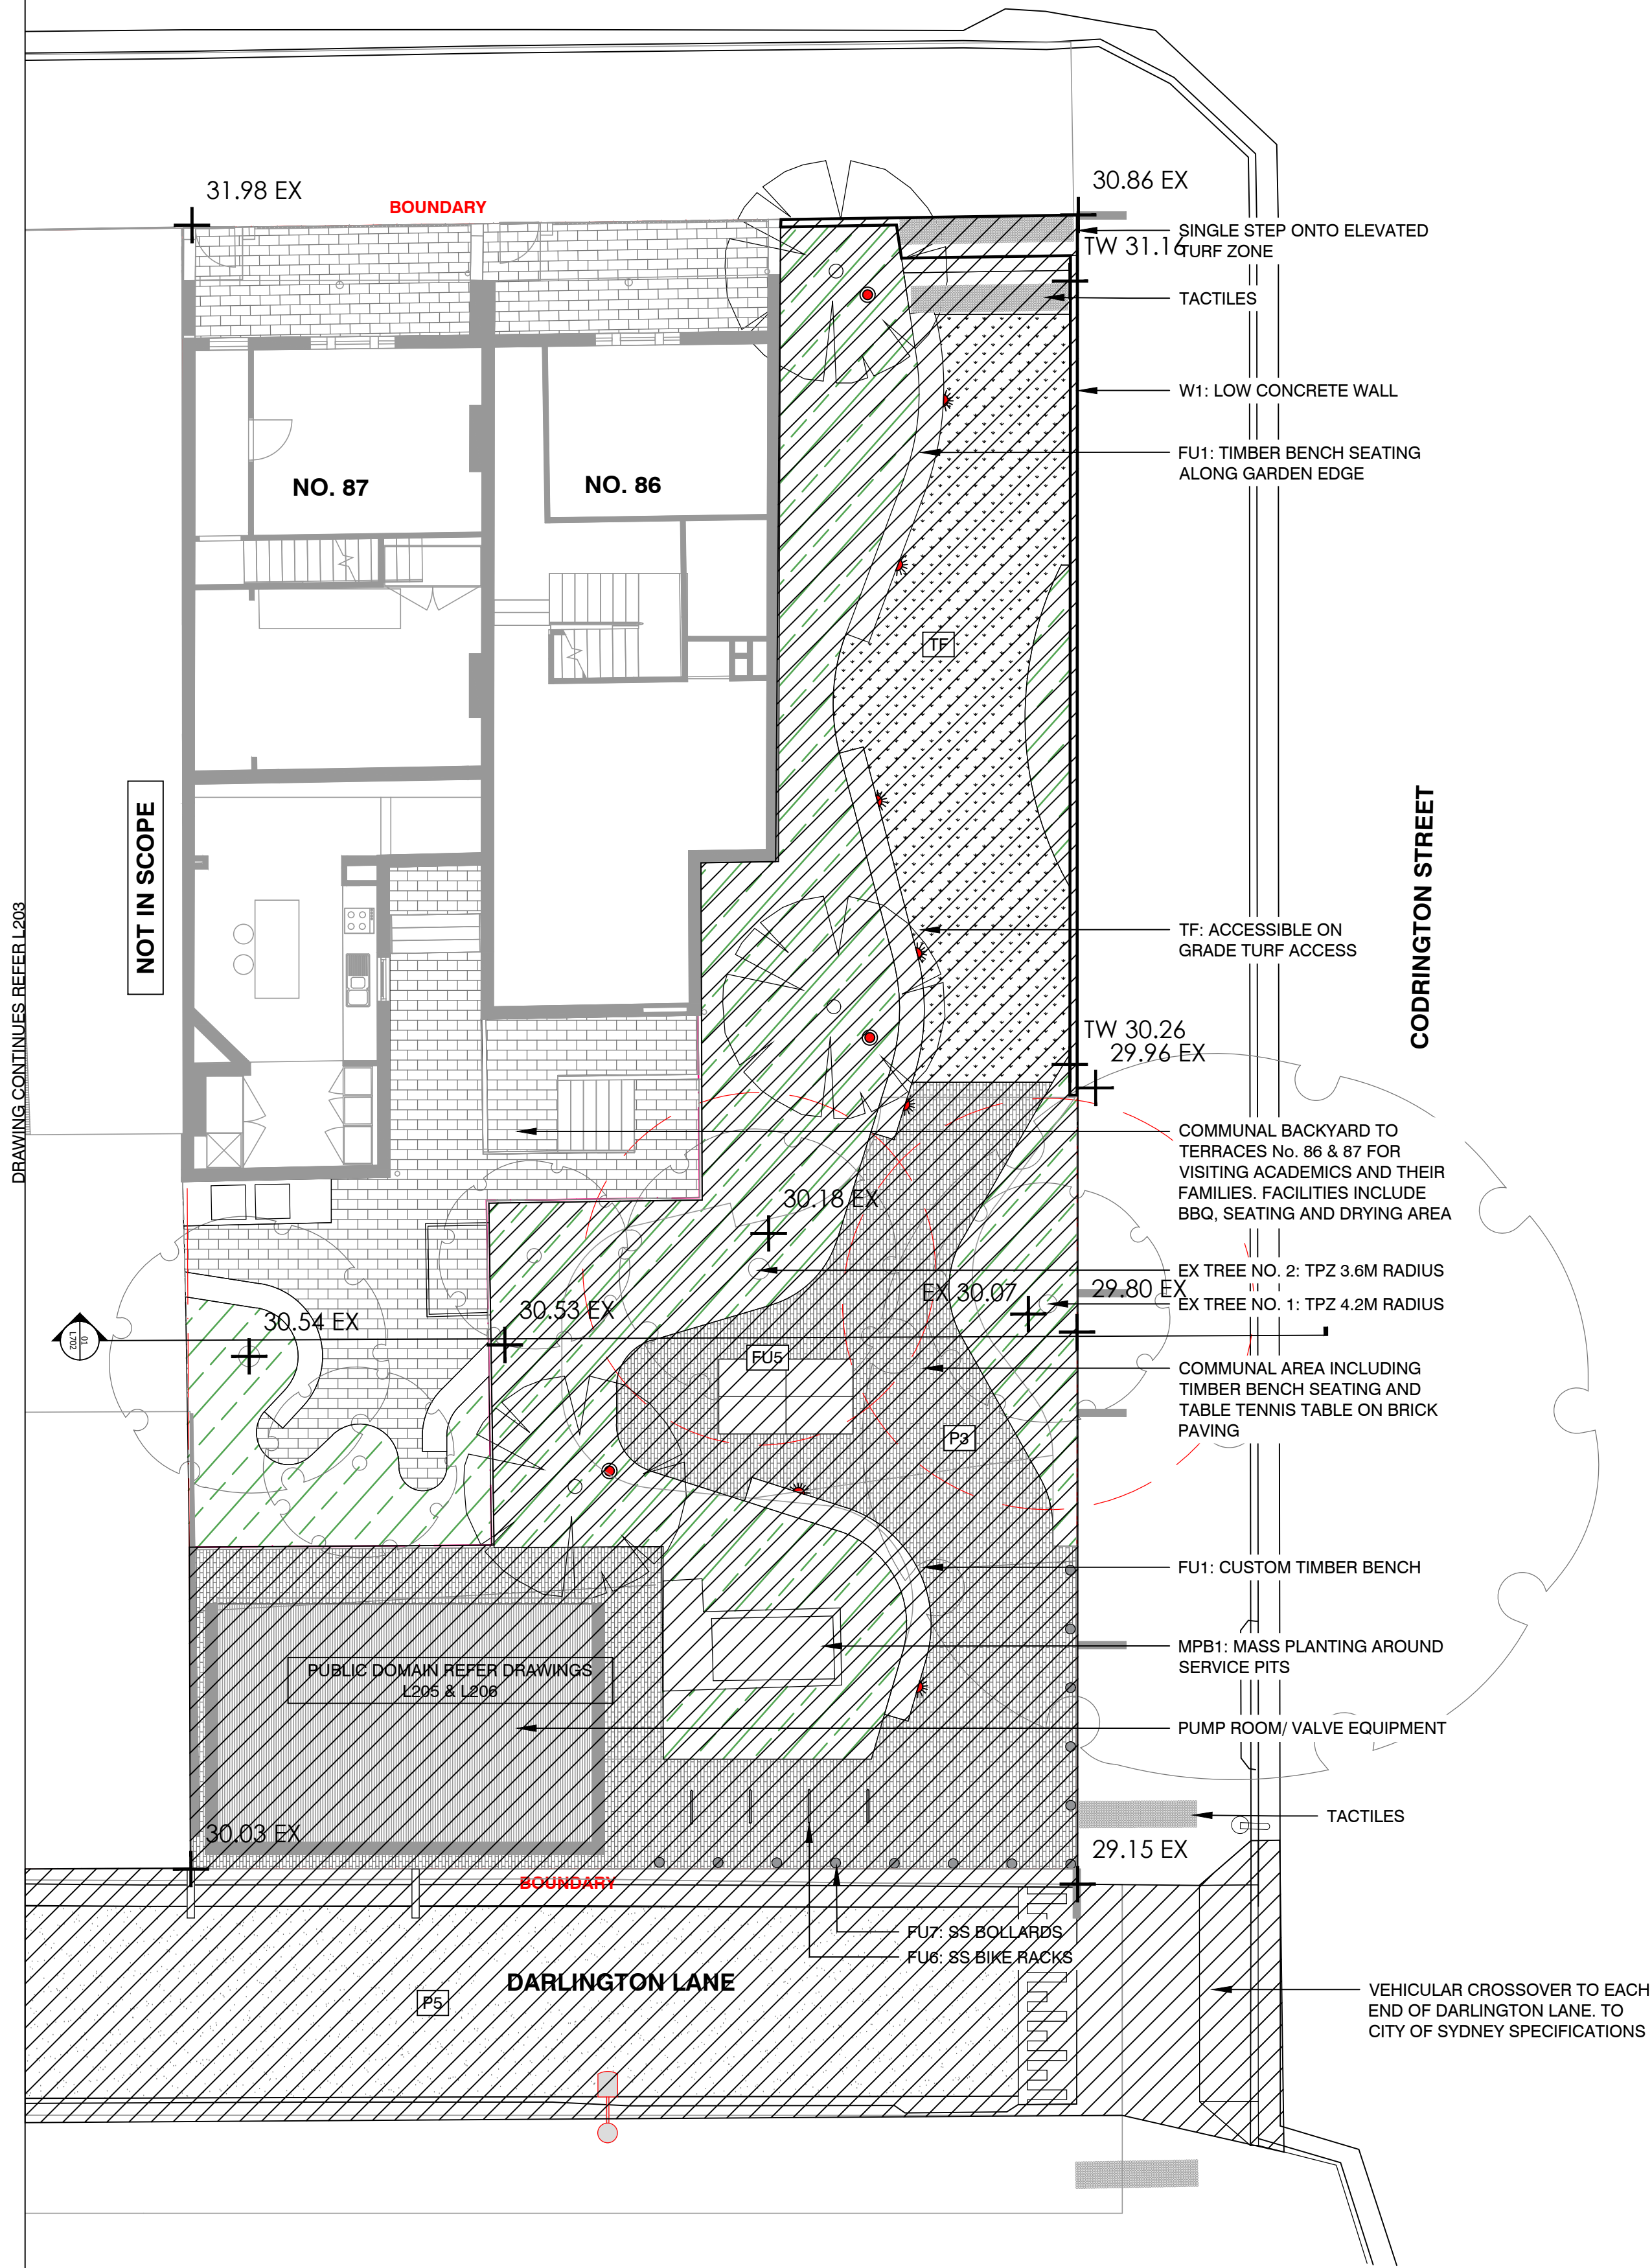 31.98 EX
BOUNDARY
30.86 EX
TW 31.16
SINGLE STEP ONTO ELEVATED
TURF ZONE
TACTILES
W1: LOW CONCRETE WALL
FU1: TIMBER BENCH SEATING
ALONG GARDEN EDGE
NO. 87
NO. 86
TF
NOT IN SCOPE
DRAWING CONTINUES REFER L203
CODRINGTON STREET
TF: ACCESSIBLE ON
GRADE TURF ACCESS
TW 30.26
29.96 EX
COMMUNAL BACKYARD TO
TERRACES No. 86 & 87 FOR
VISITING ACADEMICS AND THEIR
FAMILIES. FACILITIES INCLUDE
BBQ, SEATING AND DRYING AREA
30.18 EX
EX TREE NO. 2: TPZ 3.6M RADIUS
EX 30.07
29.80 EX
EX TREE NO. 1: TPZ 4.2M RADIUS
30.54 EX
30.53 EX
01
L702
FU5
COMMUNAL AREA INCLUDING
TIMBER BENCH SEATING AND
TABLE TENNIS TABLE ON BRICK
PAVING
P3
FU1: CUSTOM TIMBER BENCH
MPB1: MASS PLANTING AROUND
SERVICE PITS
PUBLIC DOMAIN REFER DRAWINGS
L205 & L206
PUMP ROOM/ VALVE EQUIPMENT
TACTILES
30.03 EX
29.15 EX
BOUNDARY
FU7: SS BOLLARDS
FU6: SS BIKE RACKS
DARLINGTON LANE
P5
VEHICULAR CROSSOVER TO EACH
END OF DARLINGTON LANE. TO
CITY OF SYDNEY SPECIFICATIONS